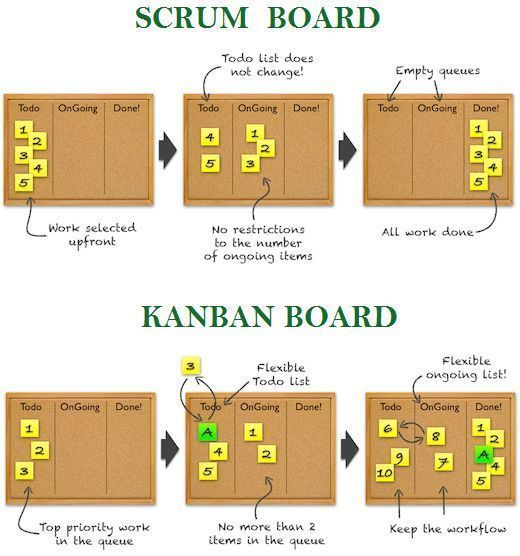 SCRUM BOARD
Todo list does
not change!
Empty queues
Todo OnGoing Done!
1
2
3
4
5
Todo OnGoing Done!
4
5
1
2
3
Todo OnGoing Done!
1
2
3
4
5
Work selected
upfront
No restrictions
to the number
of ongoing items
All work done
KANBAN BOARD
3
Flexible
Todo list
Flexible
ongoing list!
Todo OnGoing Done!
1
2
3
Todo OnGoing Done!
A
4
5
1
2
Todo OnGoing Done!
6
9
10
8
7
1
2
A
4
5
Top priority work
in the queue
No more than 2
items in the queue
Keep the workflow